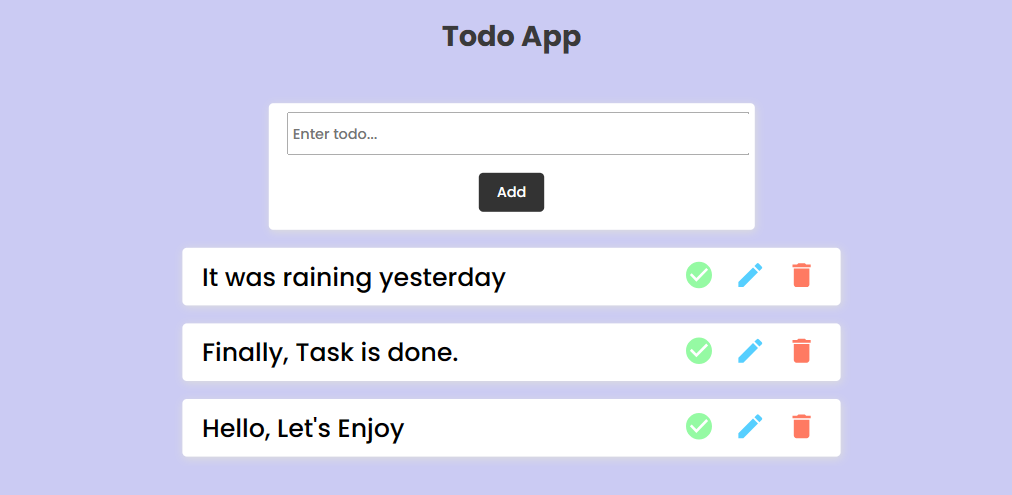 Todo App
Enter todo...
Add
It was raining yesterday
Finally, Task is done.
Hello, Let's Enjoy